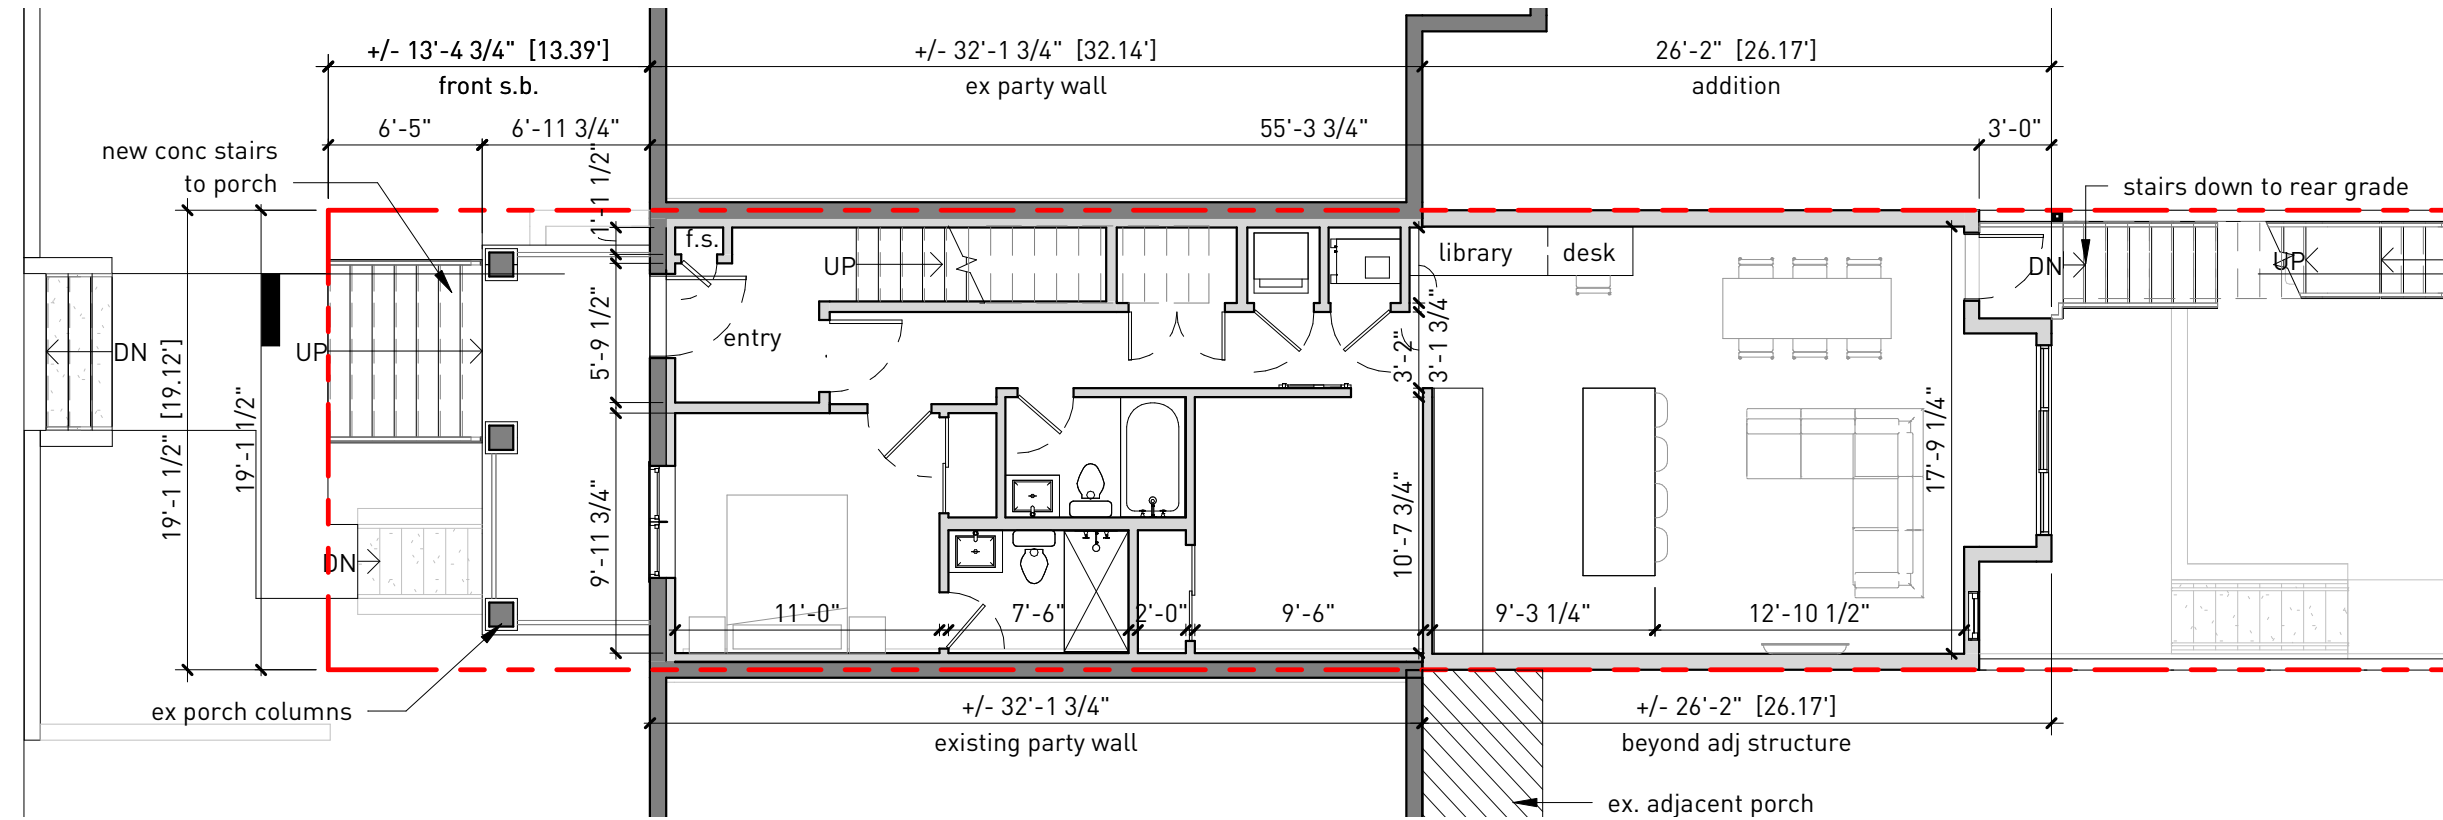 +/- 13'-4 3/4" [13.39']
front s.b.
+/- 32'-1 3/4" [32.14']
ex party wall
26'-2" [26.17']
addition
6'-5"
6'-11 3/4"
55'-3 3/4"
3'-0"
new conc stairs
to porch
stairs down to rear grade
1'-1 1/2"
f.s.
UP
library
desk
DN
UP
entry
DN
UP
5'-9 1/2"
3'-2"
3'-1 3/4"
19'-1 1/2" [19.12']
19'-1 1/2"
17'-9 1/4"
9'-11 3/4"
10'-7 3/4"
DN
11'-0"
7'-6"
2'-0"
9'-6"
9'-3 1/4"
12'-10 1/2"
ex porch columns
+/- 32'-1 3/4"
existing party wall
+/- 26'-2" [26.17']
beyond adj structure
ex. adjacent porch